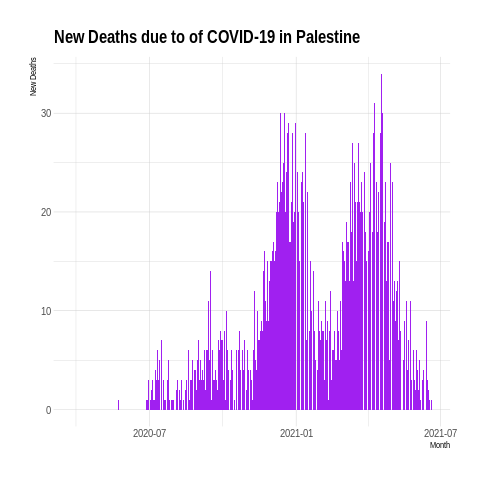 New Deaths due to of COVID-19 in Palestine
New Deaths
30
20
10
0
2020-07
2021-01
2021-07
Month